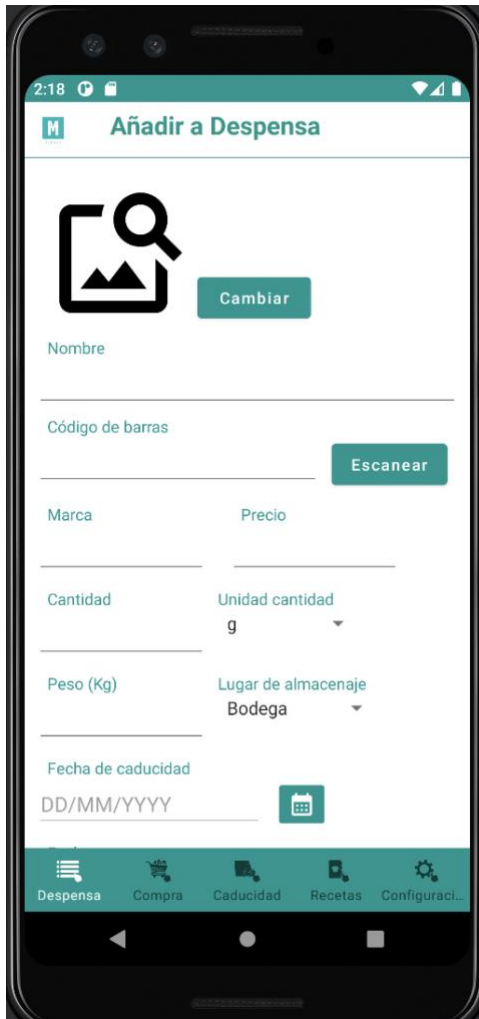 2:18
M
Añadir a Despensa
Cambiar
Nombre
Código de barras
Escanear
Marca Precio
Cantidad Unidad cantidad
g
Peso (Kg) Lugar de almacenaje
Bodega
Fecha de caducidad
DD/MM/YYYY
Despensa Compra Caducidad Recetas Configuraci...